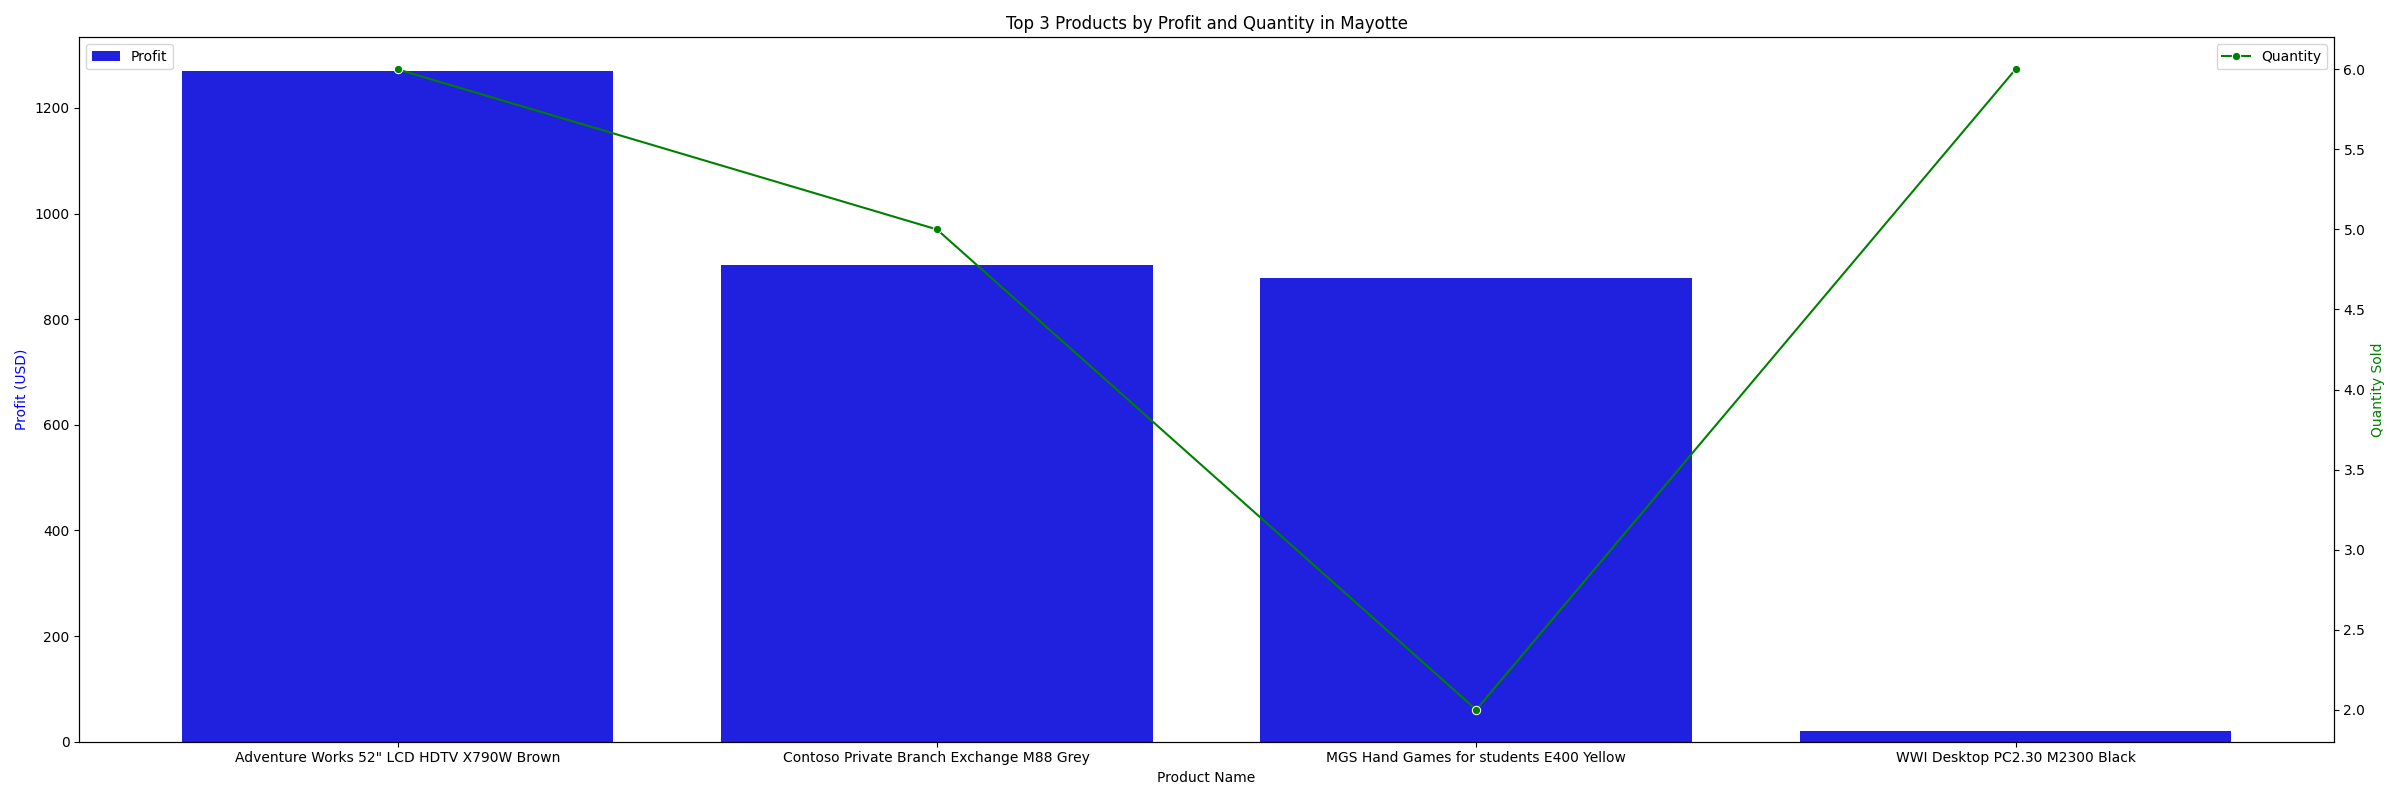 Top 3 Products by Profit and Quantity in Mayotte
Profit
Quantity
Profit (USD)
1200
1000
800
600
400
200
0
6.0
5.5
5.0
4.5
4.0
3.5
3.0
2.5
2.0
Quantity Sold
Adventure Works 52" LCD HDTV X790W Brown
Contoso Private Branch Exchange M88 Grey
MGS Hand Games for students E400 Yellow
WWI Desktop PC2.30 M2300 Black
Product Name